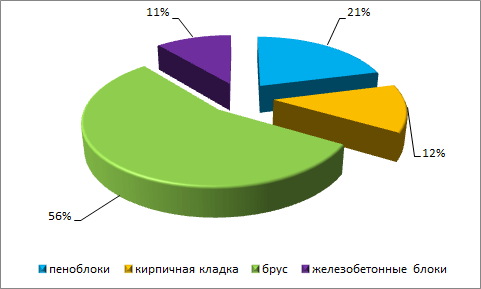 11%
21%
12%
56%
пеноблоки кирпичная кладка брус железобетонные блоки